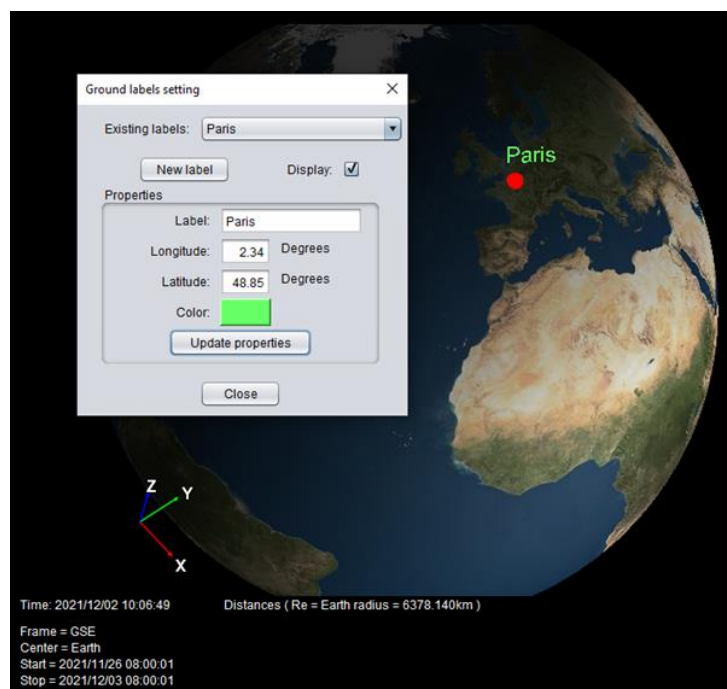 Ground labels setting
Existing labels: Paris
New label Display:
Properties
Label: Paris
Longitude: 2.34 Degrees
Latitude: 48.85 Degrees
Color:
Update properties
Close
Paris
Z
Y
X
Time: 2021/12/02 10:06:49 Distances ( Re = Earth radius = 6378.140km )
Frame = GSE
Center = Earth
Start = 2021/11/26 08:00:01
Stop = 2021/12/03 08:00:01